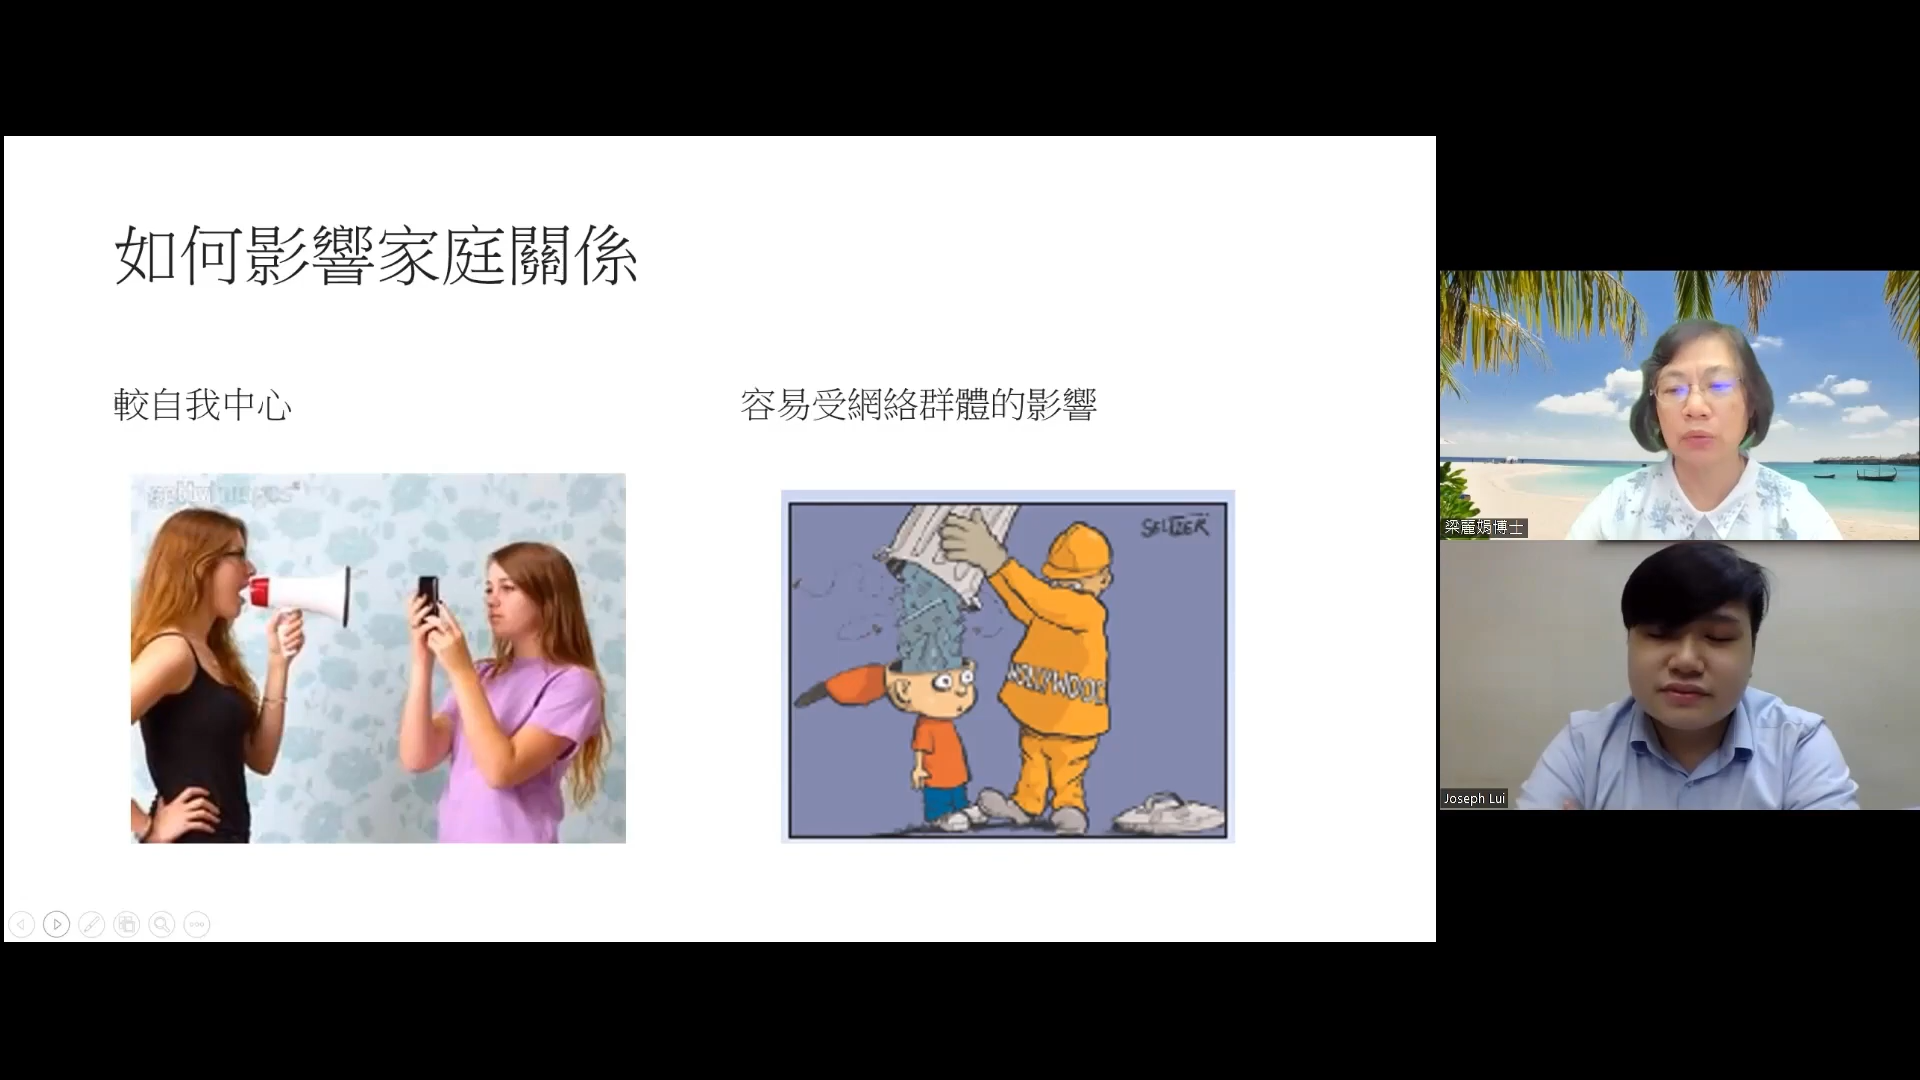 如何影響家庭關係
較自我中心
容易受網絡群體的影響
gettyimages
SELTZER
HOLLYWOOD
梁麗娟博士
Joseph Lui